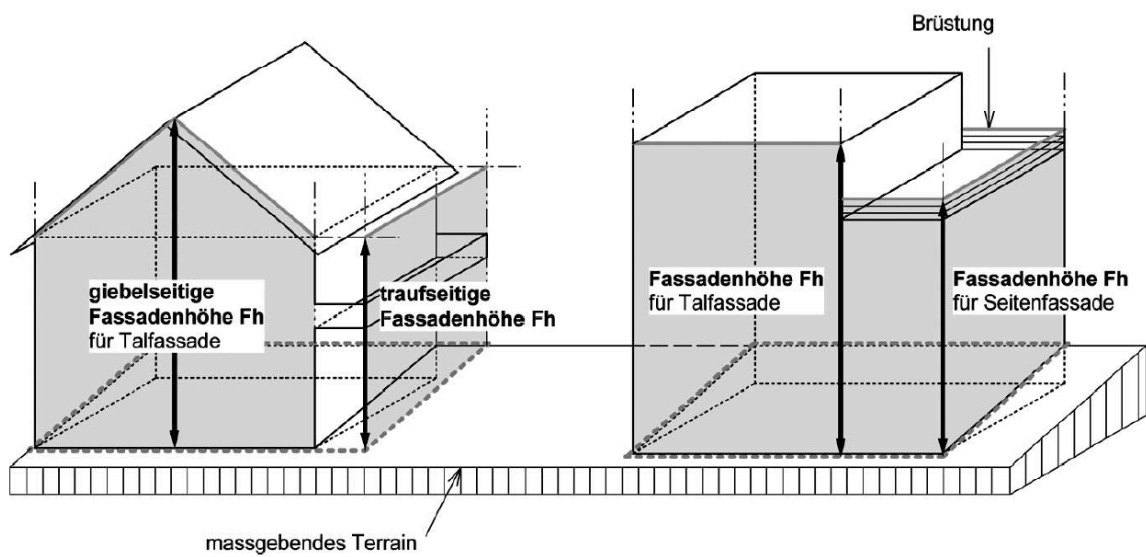 Brüstung
giebelseitige
Fassadenhöhe Fh
für Talfassade
traufseitige
Fassadenhöhe Fh
Fassadenhöhe Fh
für Talfassade
Fassadenhöhe Fh
für Seitenfassade
massgebendes Terrain